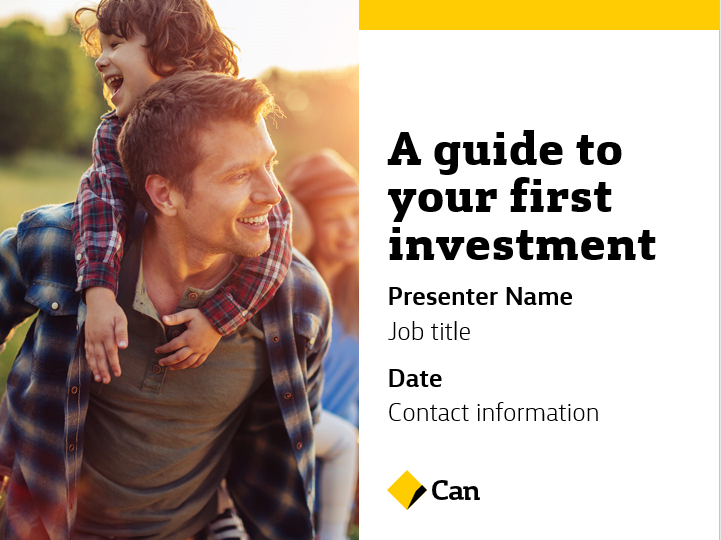 A guide to
your first
investment
Presenter Name
Job title
Date
Contact information
Can